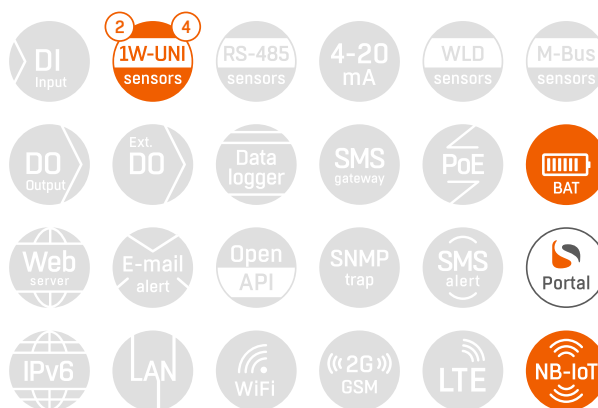 2 4
DI
Input
1W-UNI
sensors
RS-485
sensors
4-20
mA
WLD
sensors
M-Bus
sensors
DO
Output
Ext.
DO
Data
logger
SMS
gateway
PoE
BAT
Web
server
E-mail
alert
Open
API
SNMP
trap
SMS
alert
Portal
IPv6
LAN
WiFi
2G
GSM
LTE
NB-IoT